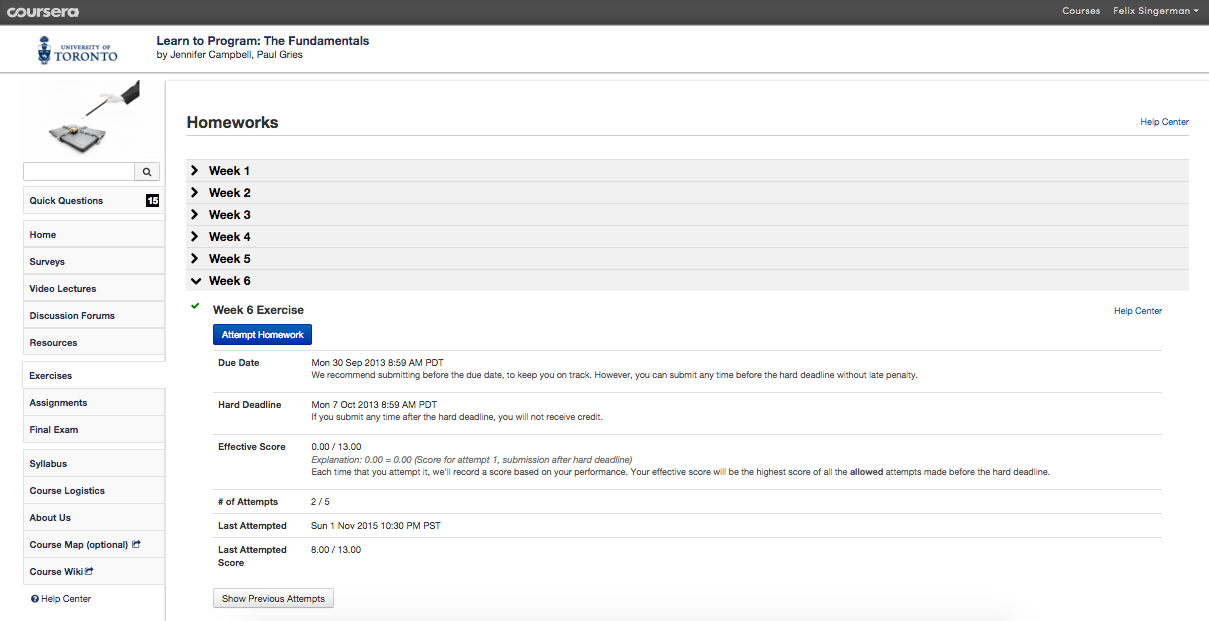 coursera
Courses Felix Singerman
UNIVERSITY OF
TORONTO
Learn to Program: The Fundamentals
by Jennifer Campbell, Paul Gries
Quick Questions 15
Home
Surveys
Video Lectures
Discussion Forums
Resources
Exercises
Assignments
Final Exam
Syllabus
Course Logistics
About Us
Course Map (optional)
Course Wiki
Help Center
Homeworks
Help Center
Week 1
Week 2
Week 3
Week 4
Week 5
Week 6
Week 6 Exercise
Help Center
Attempt Homework
Due Date Mon 30 Sep 2013 8:59 AM PDT
We recommend submitting before the due date, to keep you on track. However, you can submit any time before the hard deadline without late penalty.
Hard Deadline Mon 7 Oct 2013 8:59 AM PDT
If you submit any time after the hard deadline, you will not receive credit.
Effective Score 0.00 / 13.00
Explanation: 0.00 = 0.00 (Score for attempt 1, submission after hard deadline)
Each time that you attempt it, we'll record a score based on your performance. Your effective score will be the highest score of all the allowed attempts made before the hard deadline.
# of Attempts 2 / 5
Last Attempted Sun 1 Nov 2015 10:30 PM PST
Last Attempted 8.00 / 13.00
Score
Show Previous Attempts